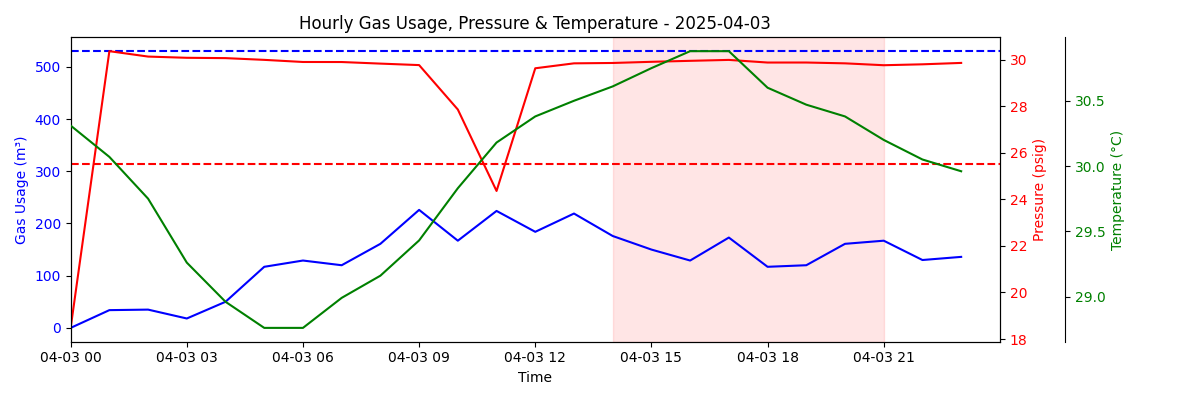 Hourly Gas Usage, Pressure & Temperature - 2025-04-03
500
400
300
200
100
0
Gas Usage (m³)
30
28
26
24
22
20
18
Pressure (psig)
30.5
30.0
29.5
29.0
Temperature (°C)
04-03 00 04-03 03 04-03 06 04-03 09 04-03 12 04-03 15 04-03 18 04-03 21
Time